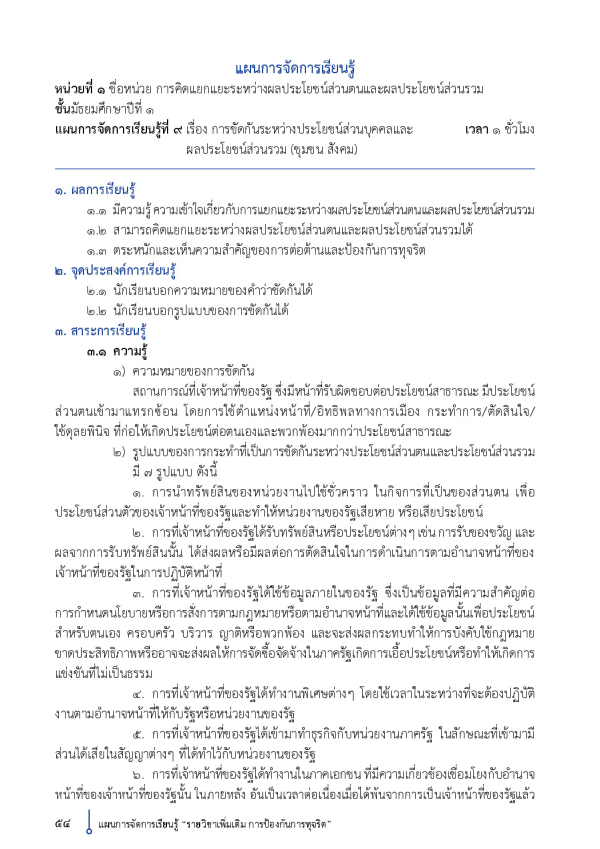 แผนการจัดการเรียนรู้
หน่วยที่ ๑ ชื่อหน่วย การคิดแยกแยะระหว่างผลประโยชน์ส่วนตนและผลประโยชน์ส่วนรวม
ชั้นมัธยมศึกษาปีที่ ๑
แผนการจัดการเรียนรู้ที่ ๙ เรื่อง การขัดกันระหว่างประโยชน์ส่วนบุคคลและ เวลา ๑ ชั่วโมง
ผลประโยชน์ส่วนรวม (ชุมชน สังคม)
๑. ผลการเรียนรู้
๑.๑ มีความรู้ ความเข้าใจเกี่ยวกับการแยกแยะระหว่างผลประโยชน์ส่วนตนและผลประโยชน์ส่วนรวม
๑.๒ สามารถคิดแยกแยะระหว่างผลประโยชน์ส่วนตนและผลประโยชน์ส่วนรวมได้
๑.๓ ตระหนักและเห็นความสำคัญของการต่อต้านและป้องกันการทุจริต
๒. จุดประสงค์การเรียนรู้
๒.๑ นักเรียนบอกความหมายของคำว่าขัดกันได้
๒.๒ นักเรียนบอกรูปแบบของการขัดกันได้
๓. สาระการเรียนรู้
๓.๑ ความรู้
๑) ความหมายของการขัดกัน
สถานการณ์ที่เจ้าหน้าที่ของรัฐ ซึ่งมีหน้าที่รับผิดชอบต่อประโยชน์สาธารณะ มีประโยชน์
ส่วนตนเข้ามาแทรกซ้อน โดยการใช้ตำแหน่งหน้าที่/อิทธิพลทางการเมือง กระทำการ/ตัดสินใจ/
ใช้ดุลยพินิจ ที่ก่อให้เกิดประโยชน์ต่อตนเองและพวกพ้องมากกว่าประโยชน์สาธารณะ
๒) รูปแบบของการกระทำที่เป็นการขัดกันระหว่างประโยชน์ส่วนตนและประโยชน์ส่วนรวม
มี ๗ รูปแบบ ดังนี้
๑. การนำทรัพย์สินของหน่วยงานไปใช้ชั่วคราว ในกิจการที่เป็นของส่วนตน เพื่อ
ประโยชน์ส่วนตัวของเจ้าหน้าที่ของรัฐและทำให้หน่วยงานของรัฐเสียหาย หรือเสียประโยชน์
๒. การที่เจ้าหน้าที่ของรัฐได้รับทรัพย์สินหรือประโยชน์ต่างๆ เช่น การรับของขวัญ และ
ผลจากการรับทรัพย์สินนั้น ได้ส่งผลหรือมีผลต่อการตัดสินใจในการดำเนินการตามอำนาจหน้าที่ของ
เจ้าหน้าที่ของรัฐในการปฏิบัติหน้าที่
๓. การที่เจ้าหน้าที่ของรัฐได้ใช้ข้อมูลภายในของรัฐ ซึ่งเป็นข้อมูลที่มีความสำคัญต่อ
การกำหนดนโยบายหรือการสั่งการตามกฎหมายหรือตามอำนาจหน้าที่และได้ใช้ข้อมูลนั้นเพื่อประโยชน์
สำหรับตนเอง ครอบครัว บริวาร ญาติหรือพวกพ้อง และจะส่งผลกระทบทำให้การบังคับใช้กฎหมาย
ขาดประสิทธิภาพหรืออาจจะส่งผลให้การจัดซื้อจัดจ้างในภาครัฐเกิดการเอื้อประโยชน์หรือทำให้เกิดการ
แข่งขันที่ไม่เป็นธรรม
๔. การที่เจ้าหน้าที่ของรัฐได้ทำงานพิเศษต่างๆ โดยใช้เวลาในระหว่างที่จะต้องปฏิบัติ
งานตามอำนาจหน้าที่ให้กับรัฐหรือหน่วยงานของรัฐ
๕. การที่เจ้าหน้าที่ของรัฐได้เข้ามาทำธุรกิจกับหน่วยงานภาครัฐ ในลักษณะที่เข้ามามี
ส่วนได้เสียในสัญญาต่างๆ ที่ได้ทำไว้กับหน่วยงานของรัฐ
๖. การที่เจ้าหน้าที่ของรัฐได้ทำงานในภาคเอกชน ที่มีความเกี่ยวข้องเชื่อมโยงกับอำนาจ
หน้าที่ของเจ้าหน้าที่ของรัฐนั้น ในภายหลัง อันเป็นเวลาต่อเนื่องเมื่อได้พ้นจากการเป็นเจ้าหน้าที่ของรัฐแล้ว
๕๔ แผนการจัดการเรียนรู้ "รายวิชาเพิ่มเติม การป้องกันการทุจริต"